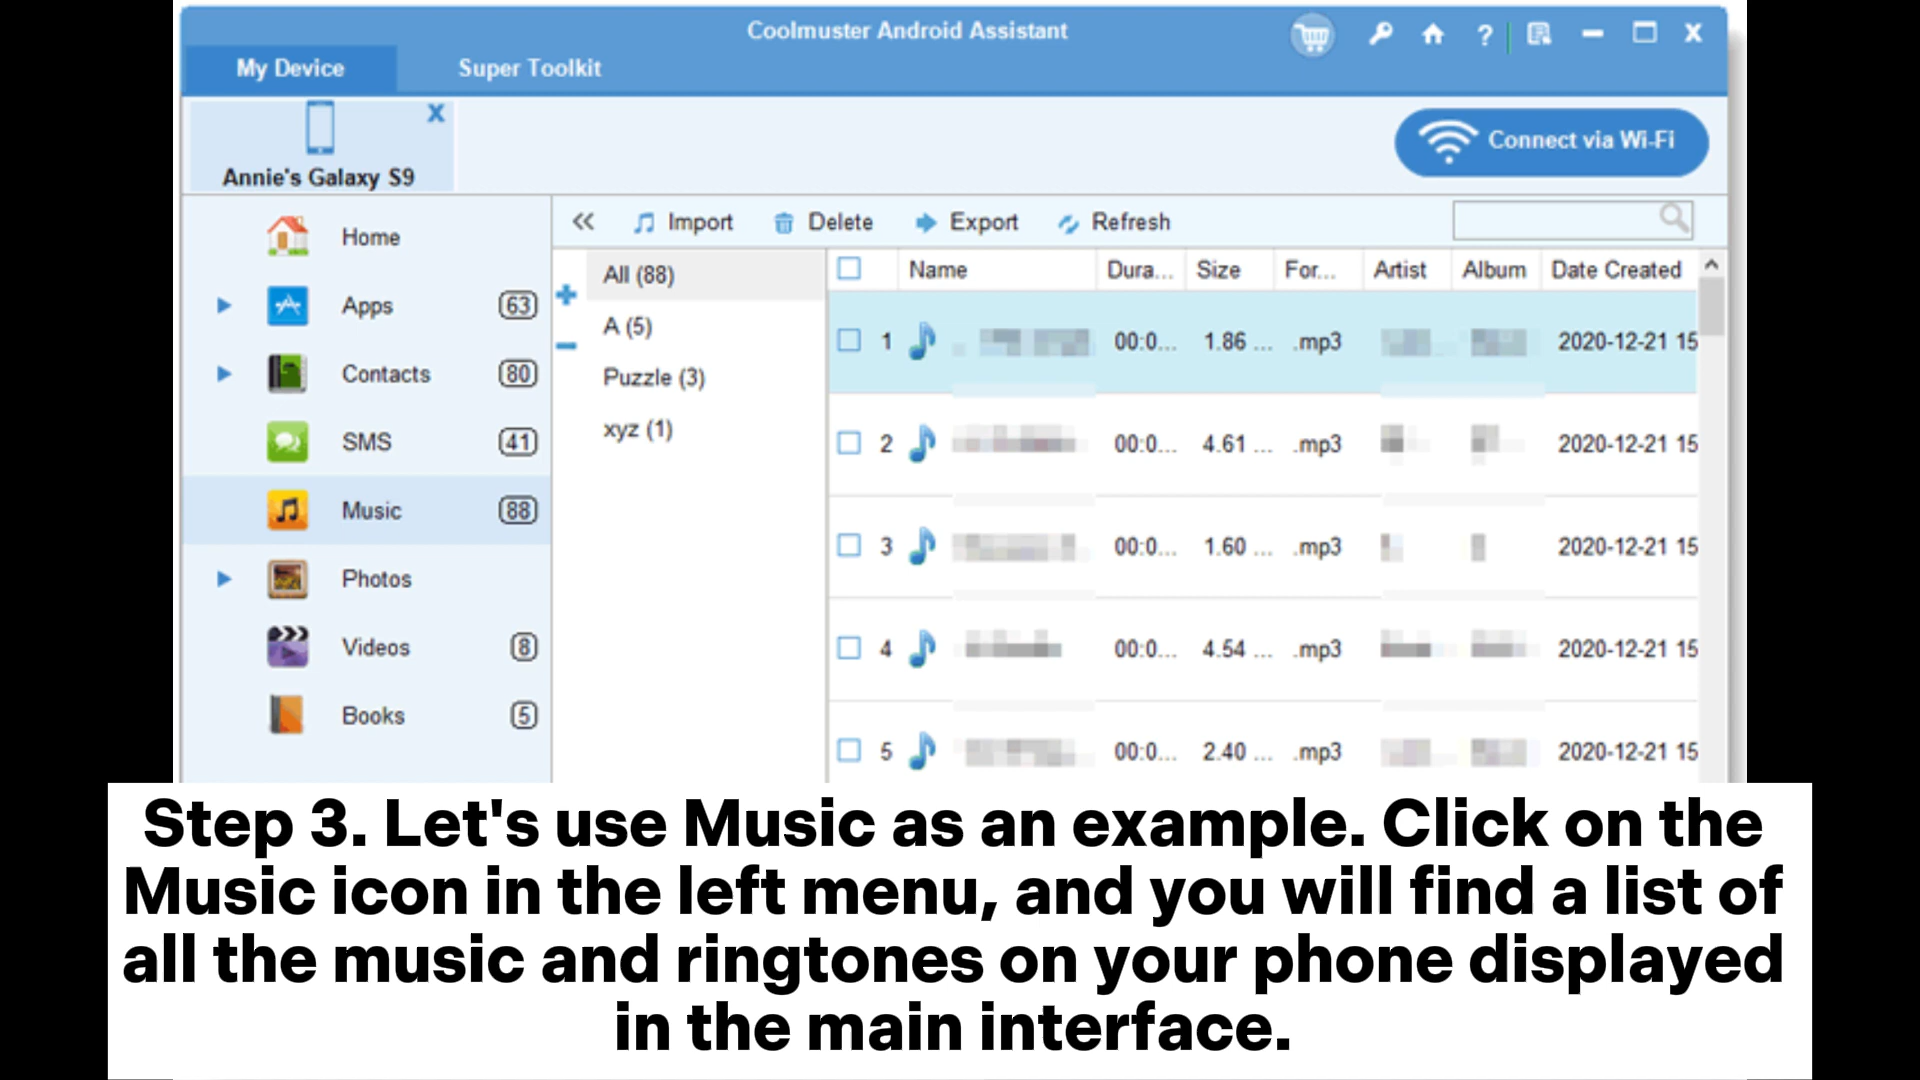 Coolmuster Android Assistant
?
My Device
Super Toolkit
Annie's Galaxy S9
Connect via Wi-Fi
Home
Apps 63
Contacts 80
SMS 41
Music 88
Photos
Videos 8
Books 5
Import Delete Export Refresh
All (88)
A (5)
Puzzle (3)
xyz (1)
Name Dura... Size For... Artist Album Date Created
1 00:0... 1.86 ... .mp3 2020-12-21 15
2 00:0... 4.61 ... .mp3 2020-12-21 15
3 00:0... 1.60 ... .mp3 2020-12-21 15
4 00:0... 4.54 ... .mp3 2020-12-21 15
5 00:0... 2.40 ... .mp3 2020-12-21 15
Step 3. Let's use Music as an example. Click on the
Music icon in the left menu, and you will find a list of
all the music and ringtones on your phone displayed
in the main interface.